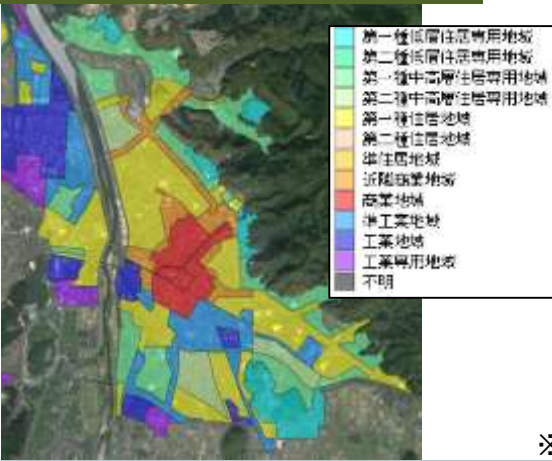 第一種低層住居専用地域
第二種低層住居専用地域
第一種中高層住居専用地域
第二種中高層住居専用地域
第一種住居地域
第二種住居地域
準住居地域
近隣商業地域
商業地域
準工業地域
工業地域
工業専用地域
不明
※